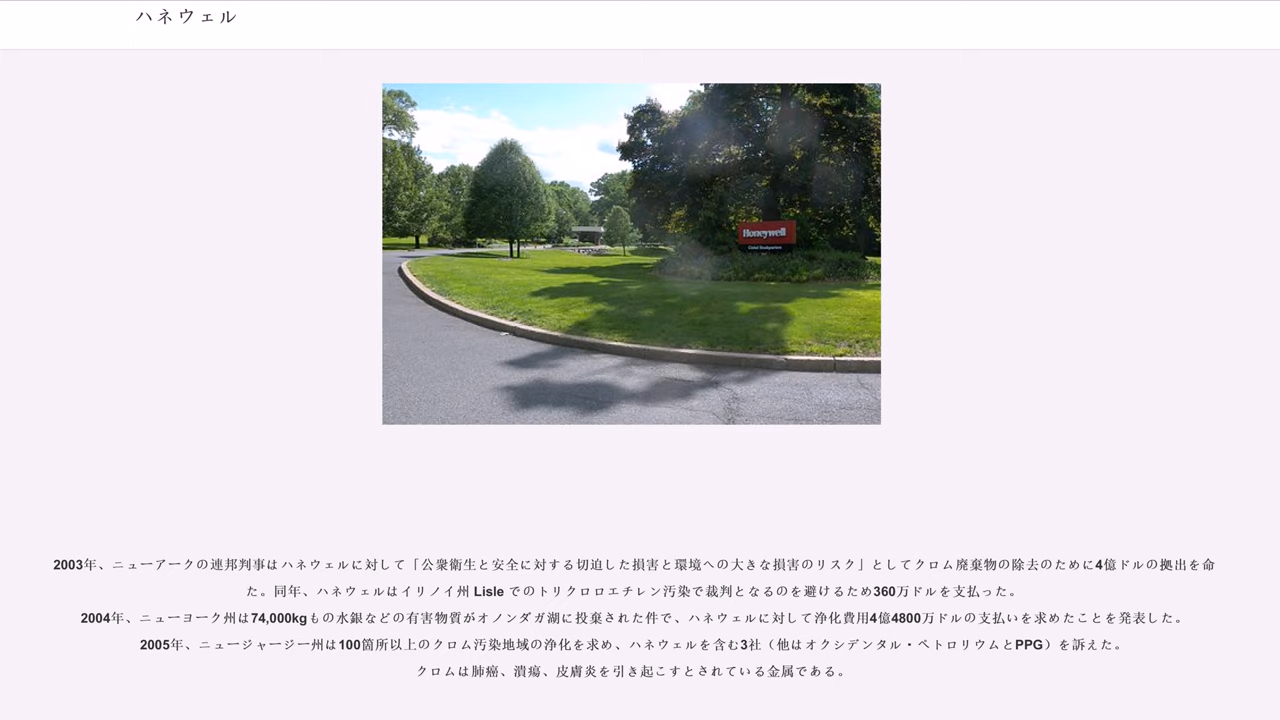 ハネウェル
Honeywell
Global Headquarters
2003年、ニューアークの連邦判事はハネウェルに対して「公衆衛生と安全に対する切迫した損害と環境への大きな損害のリスク」としてクロム廃棄物の除去のために4億ドルの拠出を命
た。同年、ハネウェルはイリノイ州 Lisle でのトリクロロエチレン汚染で裁判となるのを避けるため360万ドルを支払った。
2004年、ニューヨーク州は74,000kgもの水銀などの有害物質がオノンダガ湖に投棄された件で、ハネウェルに対して浄化費用4億4800万ドルの支払いを求めたことを発表した。
2005年、ニュージャージー州は100箇所以上のクロム汚染地域の浄化を求め、ハネウェルを含む3社（他はオクシデンタル・ペトロリウムとPPG）を訴えた。
クロムは肺癌、潰瘍、皮膚炎を引き起こすとされている金属である。